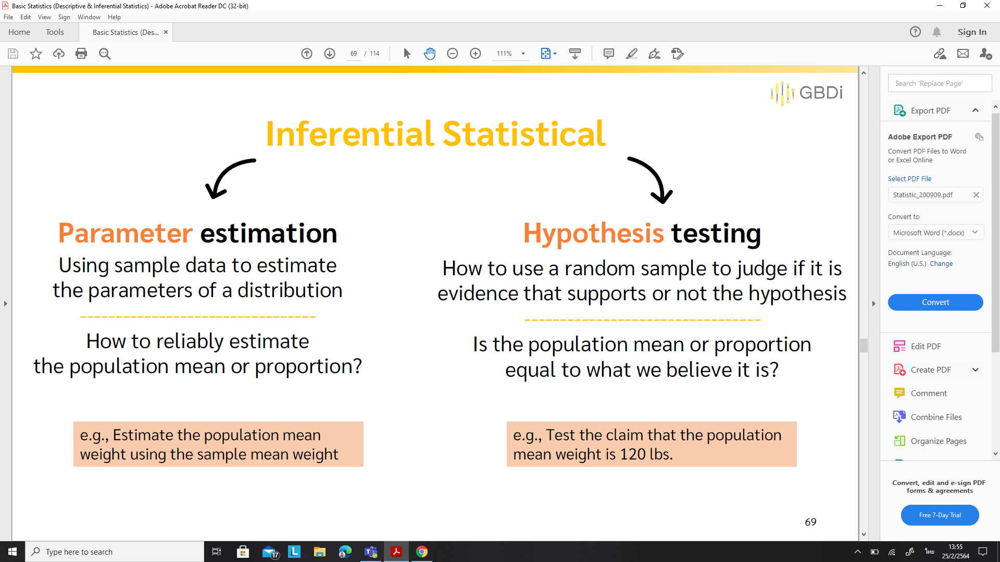 Basic Statistics (Descriptive & Inferential Statistics) - Adobe Acrobat Reader DC (32-bit)
File Edit View Sign Window Help
Home Tools Basic Statistics (Des... Sign In
69 / 114 111%
GBDi
Inferential Statistical
Parameter estimation
Using sample data to estimate
the parameters of a distribution
How to reliably estimate
the population mean or proportion?
e.g., Estimate the population mean
weight using the sample mean weight
Hypothesis testing
How to use a random sample to judge if it is
evidence that supports or not the hypothesis
Is the population mean or proportion
equal to what we believe it is?
e.g., Test the claim that the population
mean weight is 120 lbs.
69
Search 'Replace Page'
Export PDF
Adobe Export PDF
Convert PDF Files to Word
or Excel Online
Select PDF File
Statistic_200909.pdf
Convert to
Microsoft Word (*.docx)
Document Language:
English (U.S.) Change
Convert
Edit PDF
Create PDF
Comment
Combine Files
Organize Pages
Convert, edit and e-sign PDF
forms & agreements
Free 7-Day Trial
Type here to search
17
ไทย
13:55
25/2/2564